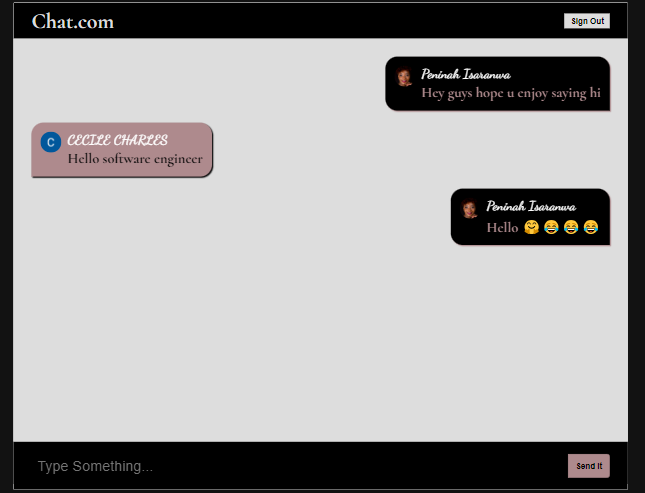 Chat.com
Sign Out
Peninah Isaranwa
Hey guys hope u enjoy saying hi
C
CECILE CHARLES
Hello software engineer
Peninah Isaranwa
Hello 🤗 😂 😂 😂
Type Something...
Send It